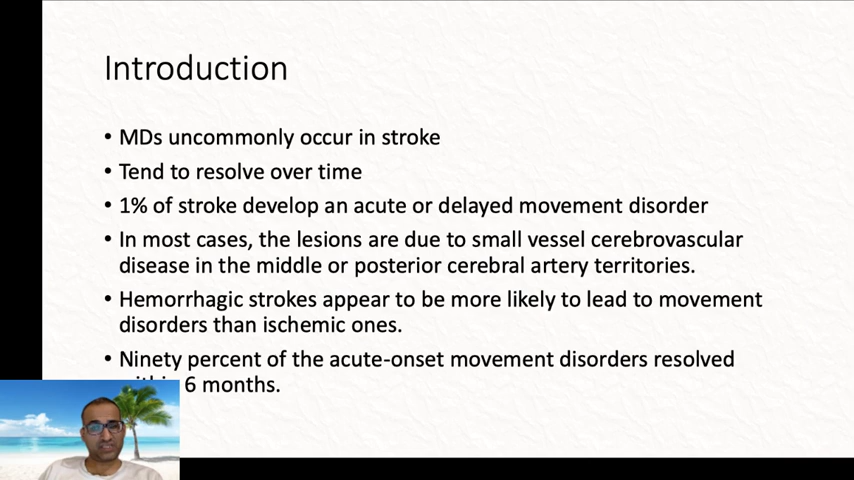 Introduction
• MDs uncommonly occur in stroke
• Tend to resolve over time
• 1% of stroke develop an acute or delayed movement disorder
• In most cases, the lesions are due to small vessel cerebrovascular
disease in the middle or posterior cerebral artery territories.
• Hemorrhagic strokes appear to be more likely to lead to movement
disorders than ischemic ones.
• Ninety percent of the acute-onset movement disorders resolved
within 6 months.